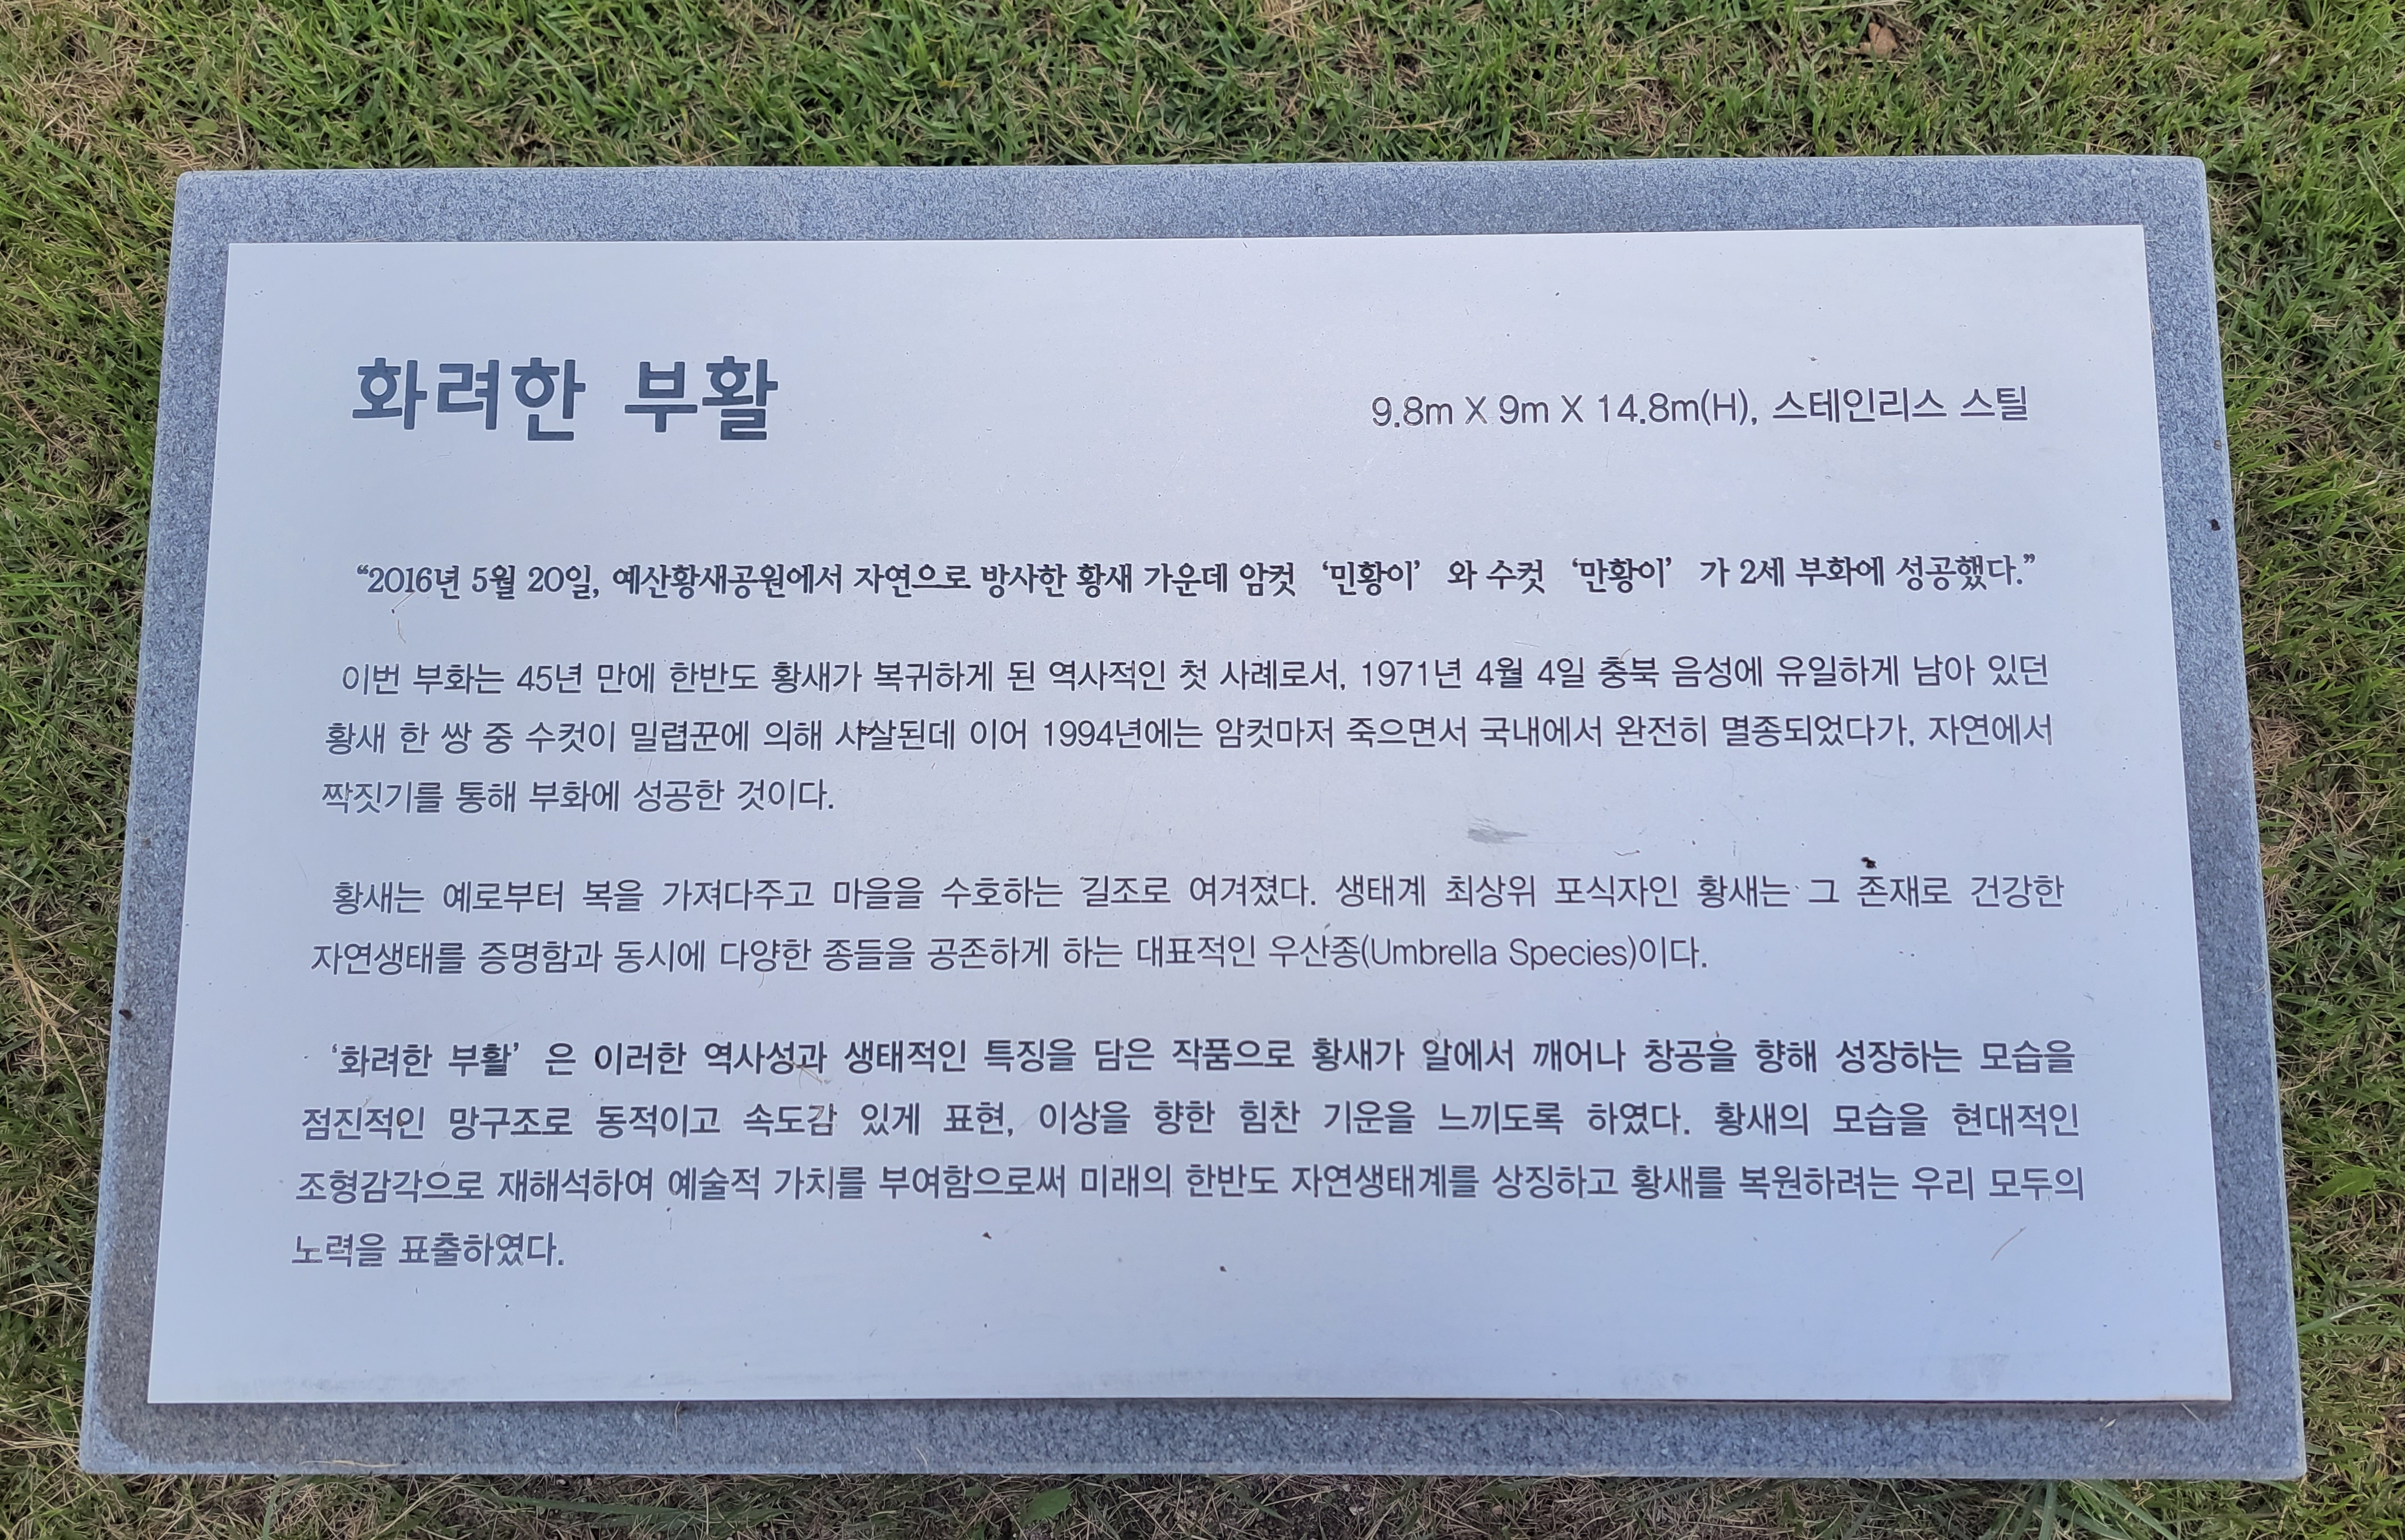 화려한 부활
9.8m X 9m X 14.8m(H), 스테인리스 스틸
“2016년 5월 20일, 예산황새공원에서 자연으로 방사한 황새 가운데 암컷 ‘민황이’ 와 수컷 ‘만황이’ 가 2세 부화에 성공했다.”
이번 부화는 45년 만에 한반도 황새가 복귀하게 된 역사적인 첫 사례로서, 1971년 4월 4일 충북 음성에 유일하게 남아 있던
황새 한 쌍 중 수컷이 밀렵꾼에 의해 사살된데 이어 1994년에는 암컷마저 죽으면서 국내에서 완전히 멸종되었다가, 자연에서
짝짓기를 통해 부화에 성공한 것이다.
황새는 예로부터 복을 가져다주고 마을을 수호하는 길조로 여겨졌다. 생태계 최상위 포식자인 황새는 그 존재로 건강한
자연생태를 증명함과 동시에 다양한 종들을 공존하게 하는 대표적인 우산종(Umbrella Species)이다.
‘화려한 부활’ 은 이러한 역사성과 생태적인 특징을 담은 작품으로 황새가 알에서 깨어나 창공을 향해 성장하는 모습을
점진적인 망구조로 동적이고 속도감 있게 표현, 이상을 향한 힘찬 기운을 느끼도록 하였다. 황새의 모습을 현대적인
조형감각으로 재해석하여 예술적 가치를 부여함으로써 미래의 한반도 자연생태계를 상징하고 황새를 복원하려는 우리 모두의
노력을 표출하였다.